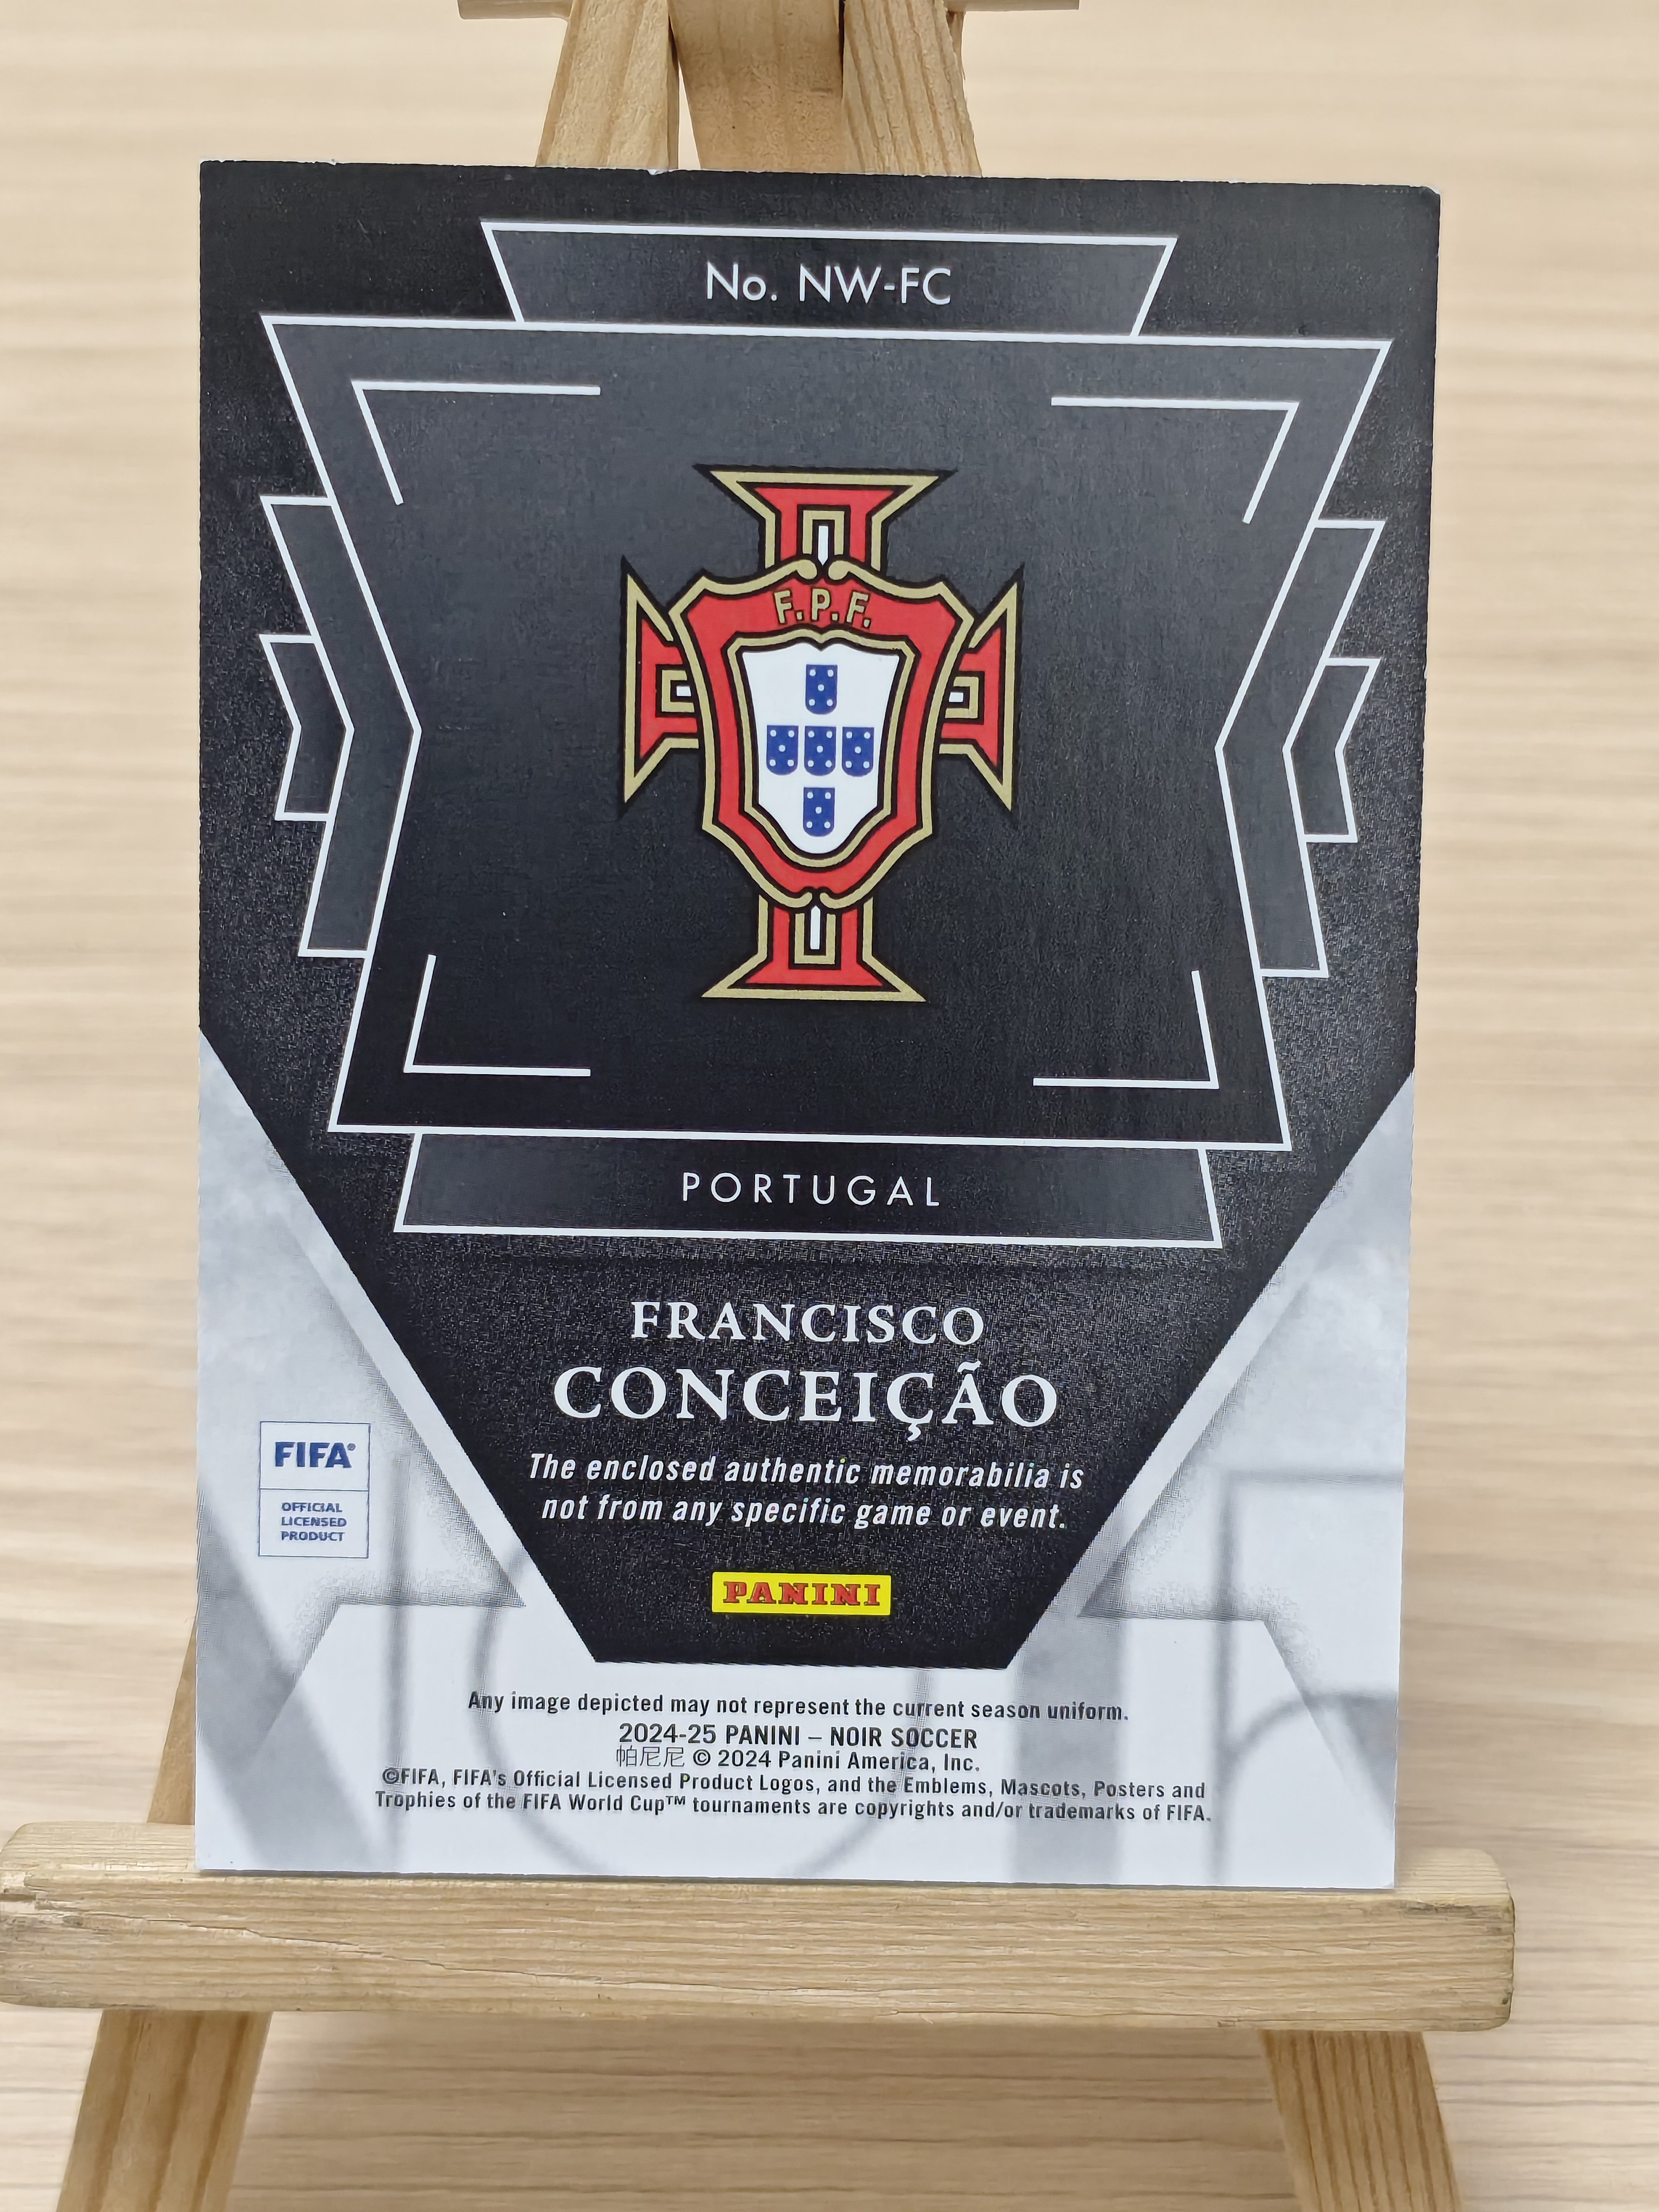 No. NW-FC
F.P.F.
PORTUGAL
FRANCISCO
CONCEIÇÃO
The enclosed authentic memorabilia is
not from any specific game or event.
FIFA®
OFFICIAL
LICENSED
PRODUCT
PANINI
Any image depicted may not represent the current season uniform.
2024-25 PANINI – NOIR SOCCER
帕尼尼 © 2024 Panini America, Inc.
©FIFA, FIFA's Official Licensed Product Logos, and the Emblems, Mascots, Posters and
Trophies of the FIFA World Cup™ tournaments are copyrights and/or trademarks of FIFA.